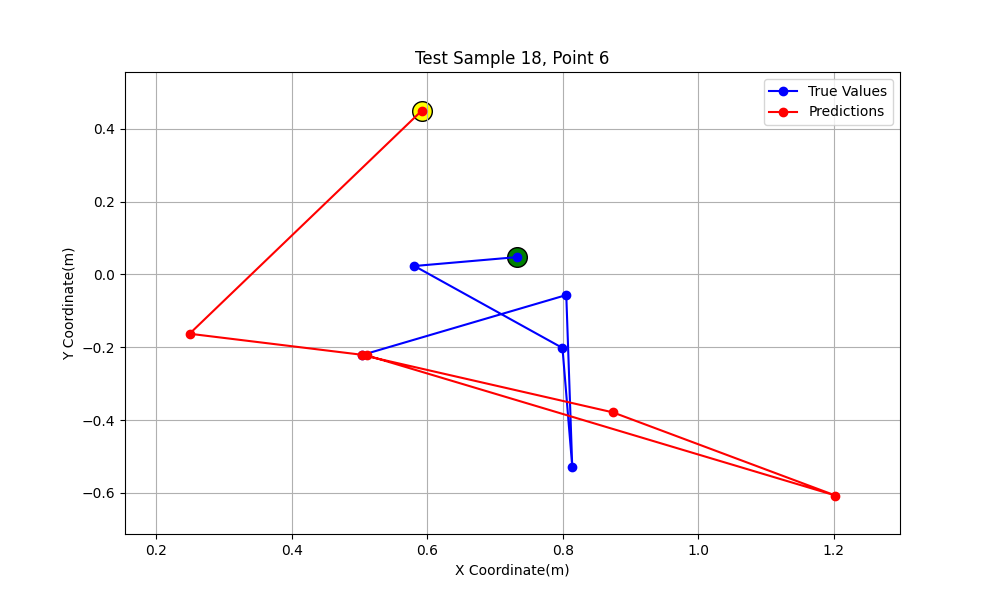 Test Sample 18, Point 6
True Values
Predictions
Y Coordinate(m)
0.4
0.2
0.0
−0.2
−0.4
−0.6
0.2 0.4 0.6 0.8 1.0 1.2
X Coordinate(m)